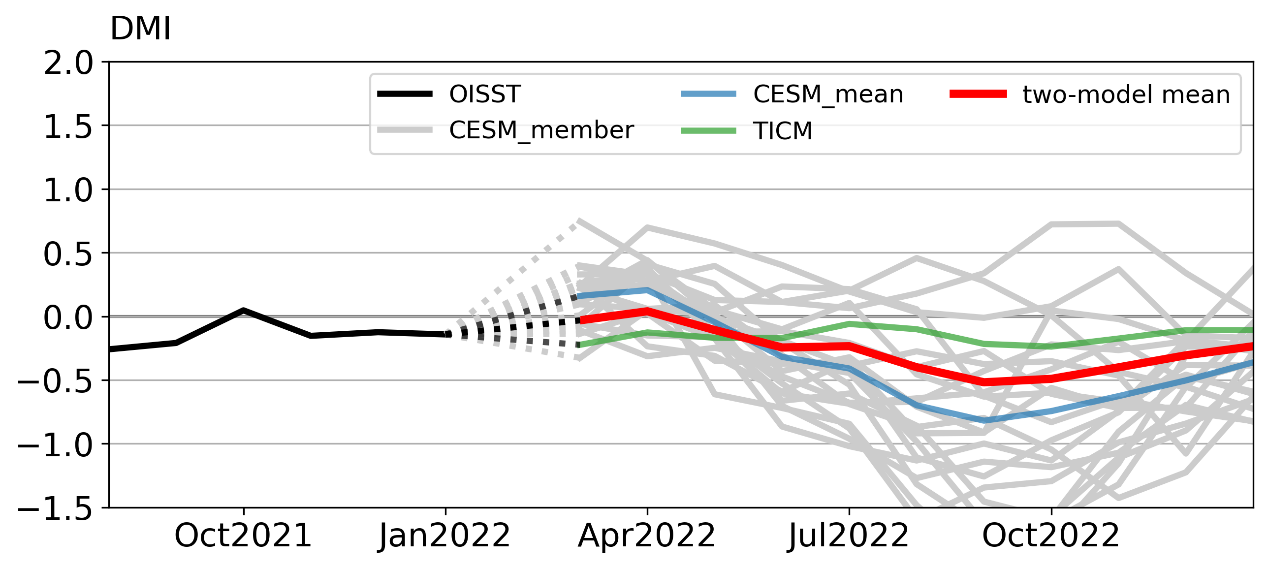 DMI
2.0
1.5
1.0
0.5
0.0
−0.5
−1.0
−1.5
OISST
CESM_member
CESM_mean
TICM
two-model mean
Oct2021
Jan2022
Apr2022
Jul2022
Oct2022